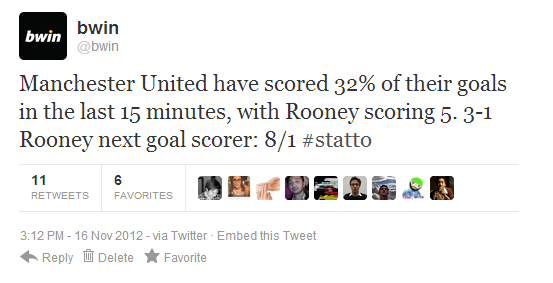 bwin
bwin
@bwin
Manchester United have scored 32% of their goals
in the last 15 minutes, with Rooney scoring 5. 3-1
Rooney next goal scorer: 8/1 #statto
11 RETWEETS 6 FAVORITES
3:12 PM - 16 Nov 2012 - via Twitter · Embed this Tweet
Reply Delete Favorite